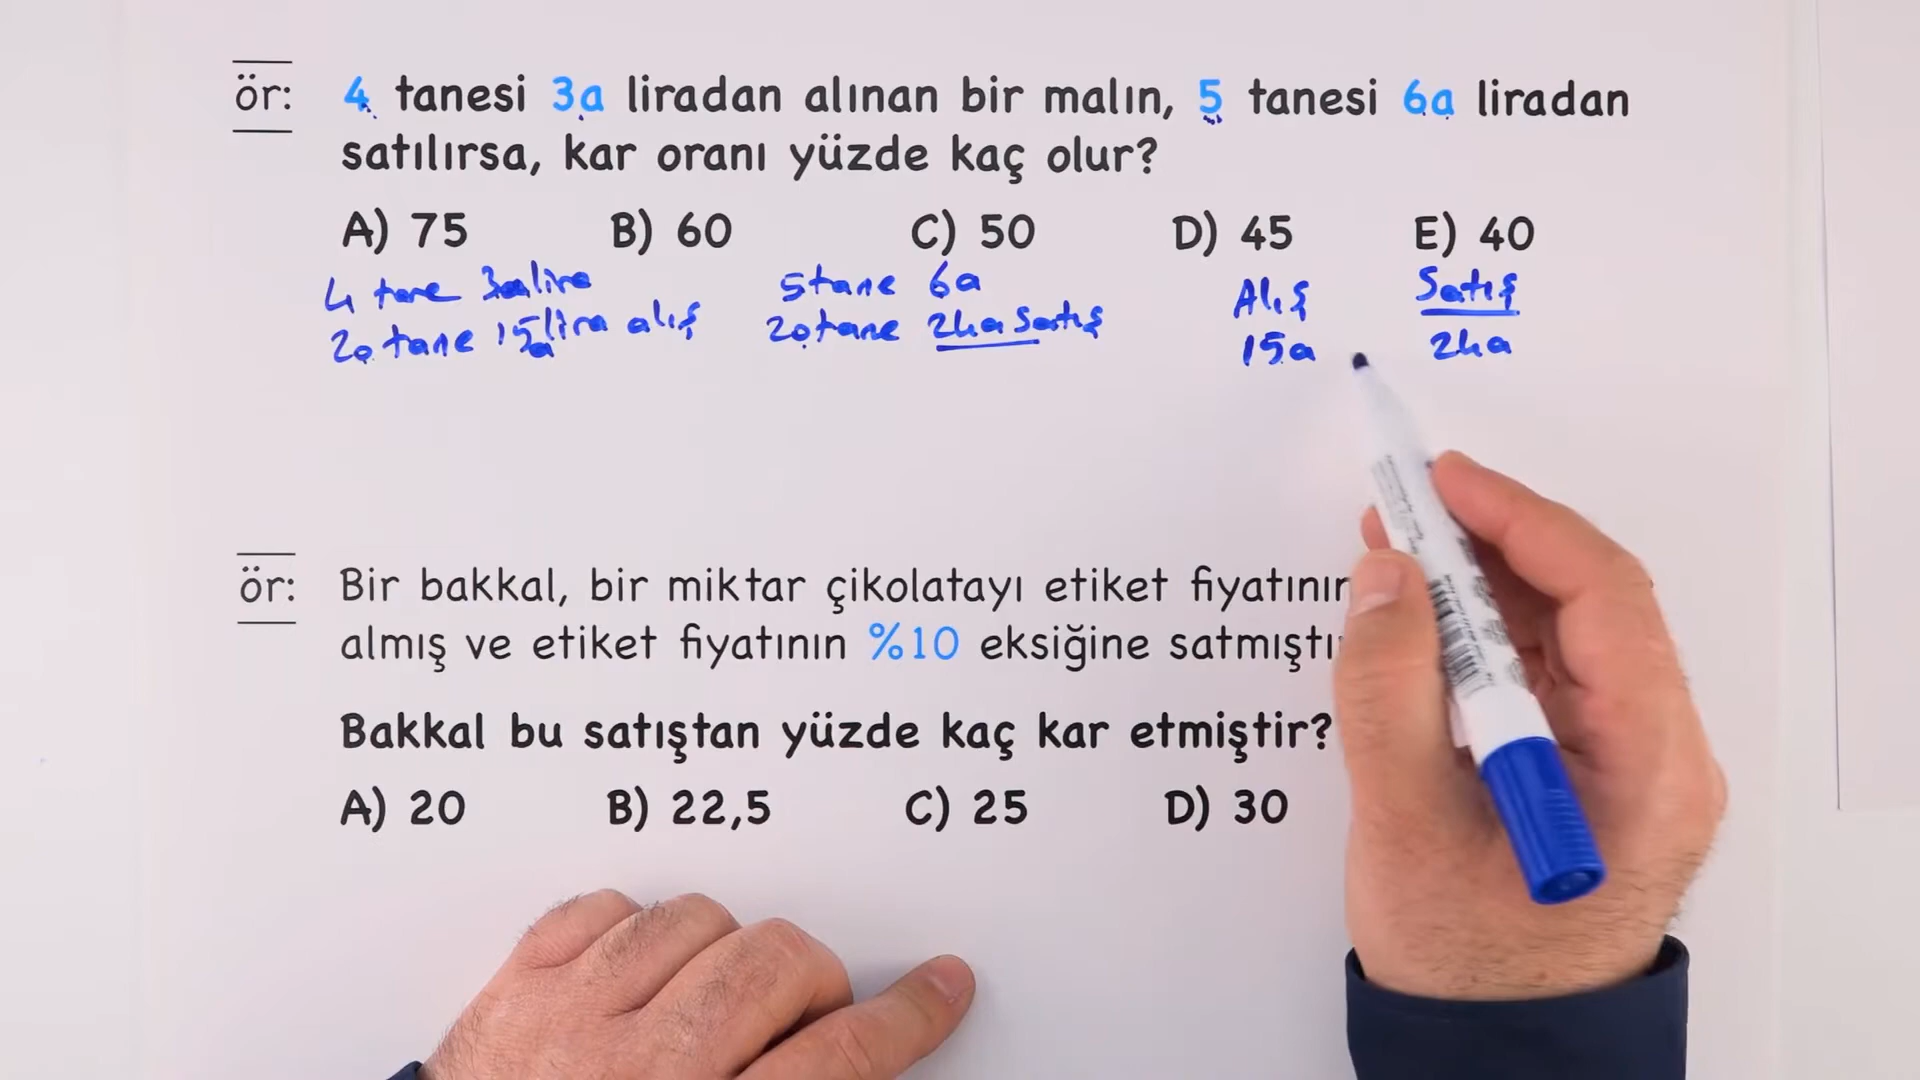 ör: 4 tanesi 3a liradan alınan bir malın, 5 tanesi 6a liradan
satılırsa, kar oranı yüzde kaç olur?
A) 75 B) 60 C) 50 D) 45 E) 40
4 tane 3a lira 5 tane 6a Alış Satış
20 tane 15a lira alış 20 tane 24a satış 15a 24a
ör: Bir bakkal, bir miktar çikolatayı etiket
almış ve etiket fiyatının %10 eksiğine
Bakkal bu satıştan yüzde kaç kar etmiştir?
A) 20 B) 22,5 C) 25 D) 30